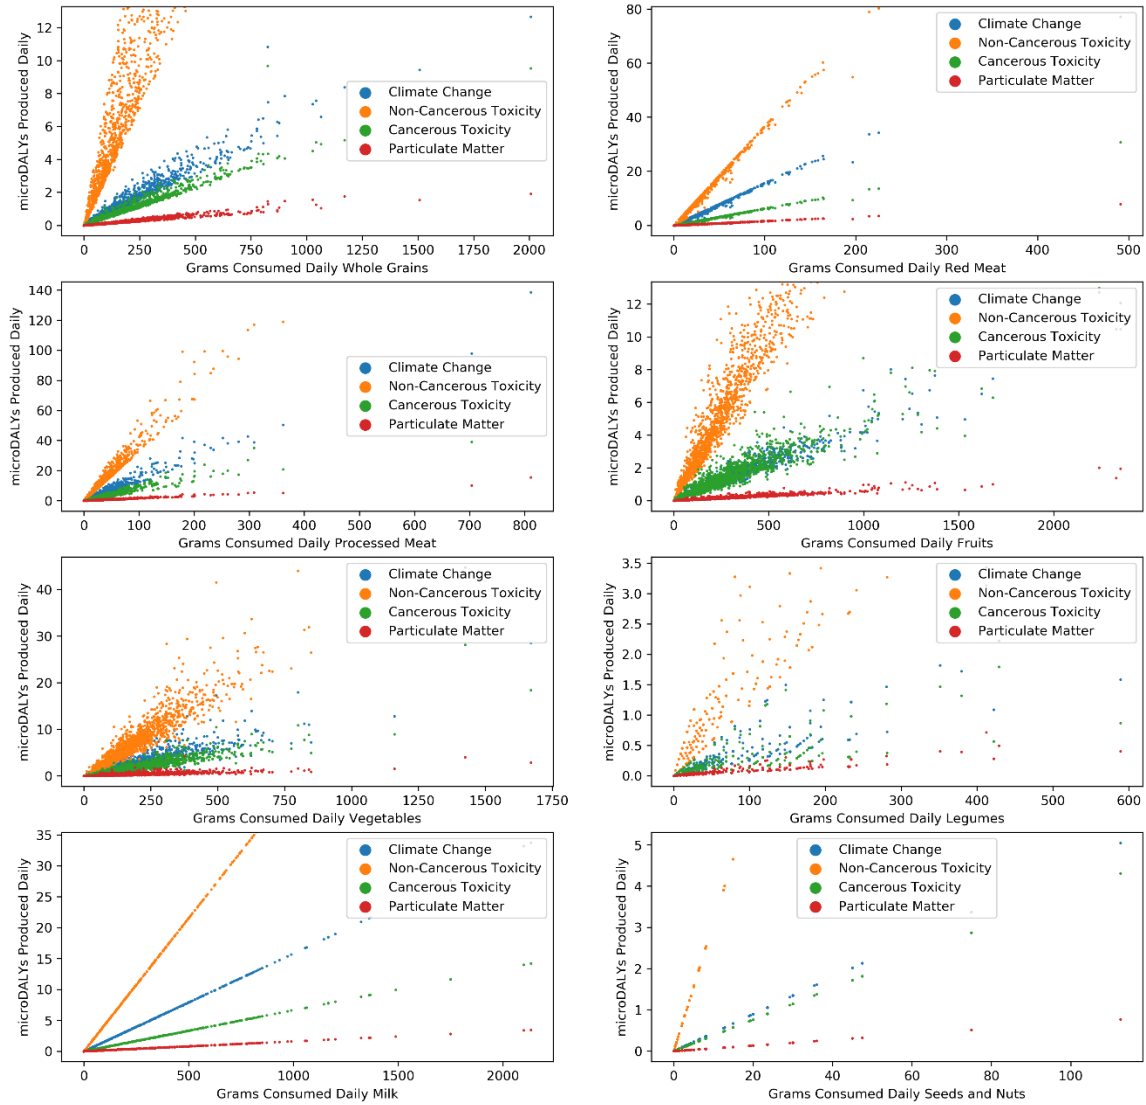 microDALYs Produced Daily
12
10
8
6
4
2
0
0 250 500 750 1000 1250 1500 1750 2000
Grams Consumed Daily Whole Grains
Climate Change
Non-Cancerous Toxicity
Cancerous Toxicity
Particulate Matter
microDALYs Produced Daily
80
60
40
20
0
0 100 200 300 400 500
Grams Consumed Daily Red Meat
Climate Change
Non-Cancerous Toxicity
Cancerous Toxicity
Particulate Matter
microDALYs Produced Daily
140
120
100
80
60
40
20
0
0 100 200 300 400 500 600 700 800
Grams Consumed Daily Processed Meat
Climate Change
Non-Cancerous Toxicity
Cancerous Toxicity
Particulate Matter
microDALYs Produced Daily
12
10
8
6
4
2
0
0 500 1000 1500 2000
Grams Consumed Daily Fruits
Climate Change
Non-Cancerous Toxicity
Cancerous Toxicity
Particulate Matter
microDALYs Produced Daily
40
30
20
10
0
0 250 500 750 1000 1250 1500 1750
Grams Consumed Daily Vegetables
Climate Change
Non-Cancerous Toxicity
Cancerous Toxicity
Particulate Matter
microDALYs Produced Daily
3.5
3.0
2.5
2.0
1.5
1.0
0.5
0.0
0 100 200 300 400 500 600
Grams Consumed Daily Legumes
Climate Change
Non-Cancerous Toxicity
Cancerous Toxicity
Particulate Matter
microDALYs Produced Daily
35
30
25
20
15
10
5
0
0 500 1000 1500 2000
Grams Consumed Daily Milk
Climate Change
Non-Cancerous Toxicity
Cancerous Toxicity
Particulate Matter
microDALYs Produced Daily
5
4
3
2
1
0
0 20 40 60 80 100
Grams Consumed Daily Seeds and Nuts
Climate Change
Non-Cancerous Toxicity
Cancerous Toxicity
Particulate Matter